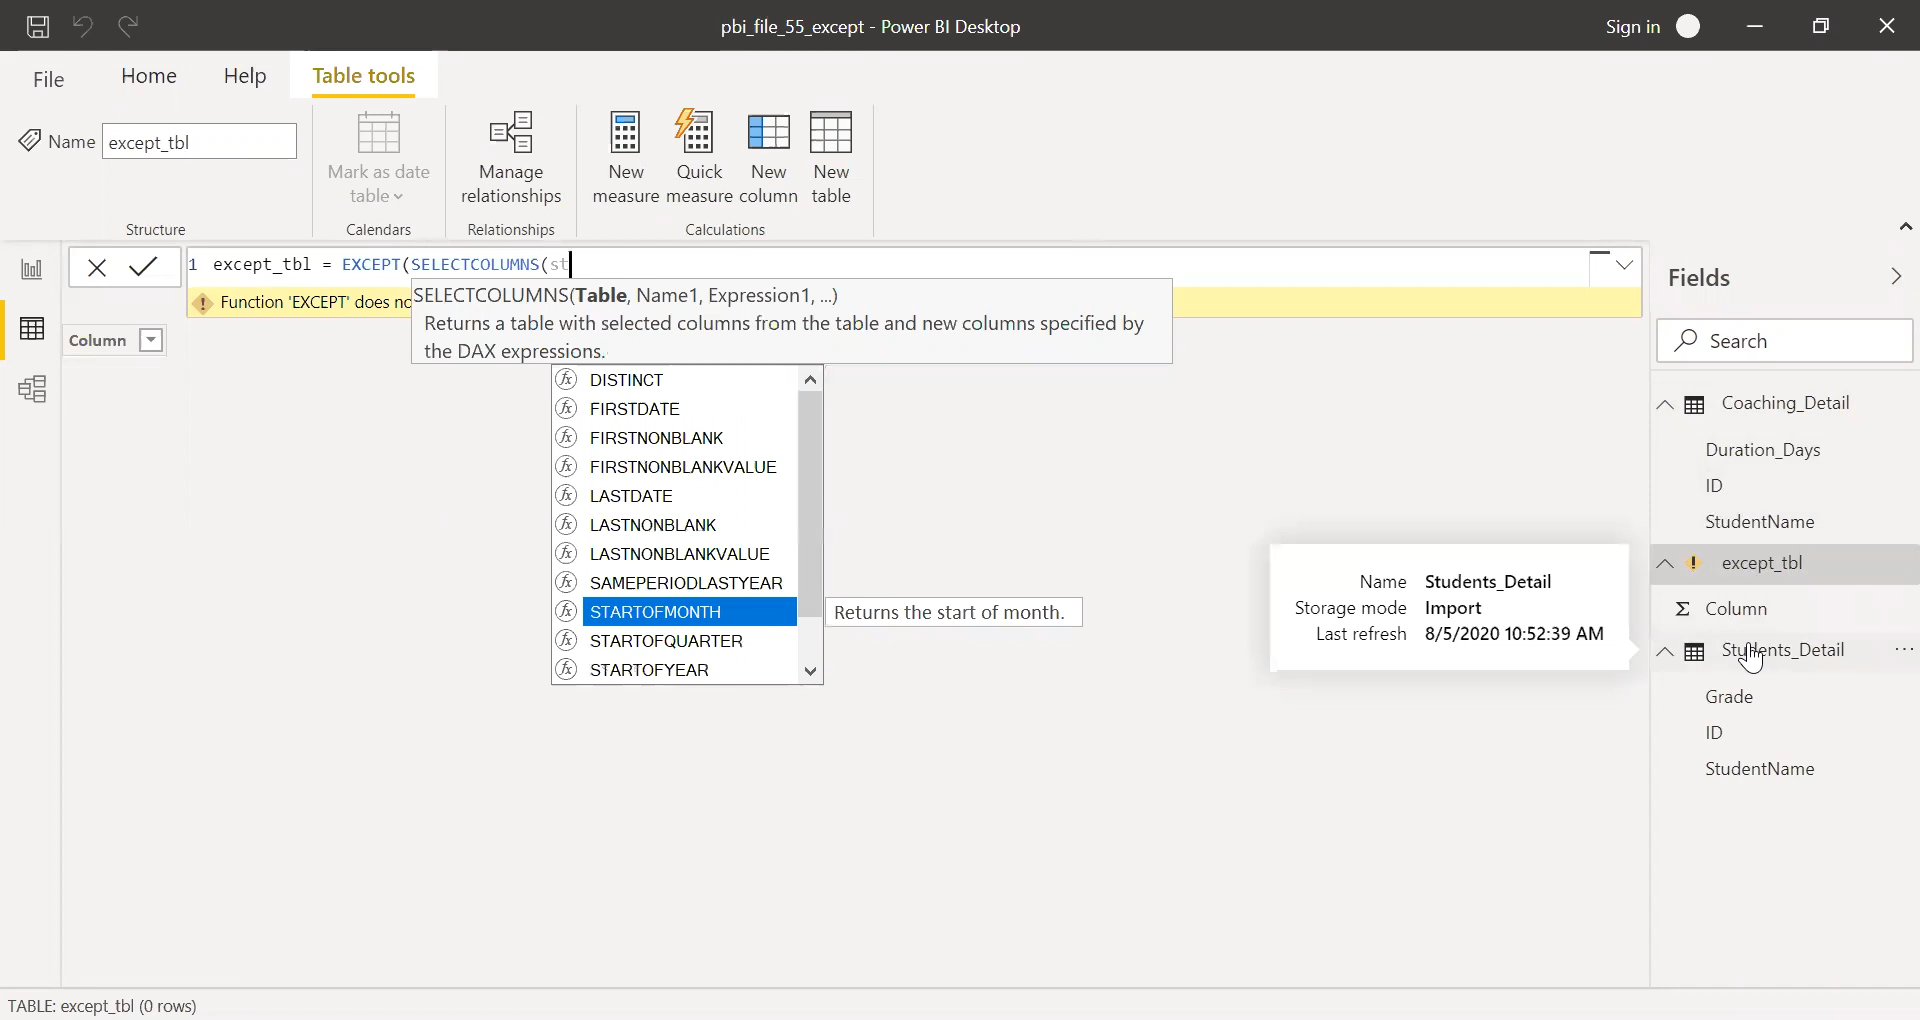 pbi_file_55_except - Power BI Desktop
Sign in
File
Home
Help
Table tools
Name
except_tbl
Mark as date
table
Manage
relationships
New
measure
Quick
measure
New
column
New
table
Structure
Calendars
Relationships
Calculations
1 except_tbl = EXCEPT(SELECTCOLUMNS(st
Function 'EXCEPT' does
SELECTCOLUMNS(Table, Name1, Expression1, ...)
Returns a table with selected columns from the table and new columns specified by
the DAX expressions.
Column
DISTINCT
FIRSTDATE
FIRSTNONBLANK
FIRSTNONBLANKVALUE
LASTDATE
LASTNONBLANK
LASTNONBLANKVALUE
SAMEPERIODLASTYEAR
STARTOFMONTH
STARTOFQUARTER
STARTOFYEAR
Returns the start of month.
Name Students_Detail
Storage mode Import
Last refresh 8/5/2020 10:52:39 AM
Fields
Search
Coaching_Detail
Duration_Days
ID
StudentName
except_tbl
Σ Column
Students_Detail
Grade
ID
StudentName
TABLE: except_tbl (0 rows)